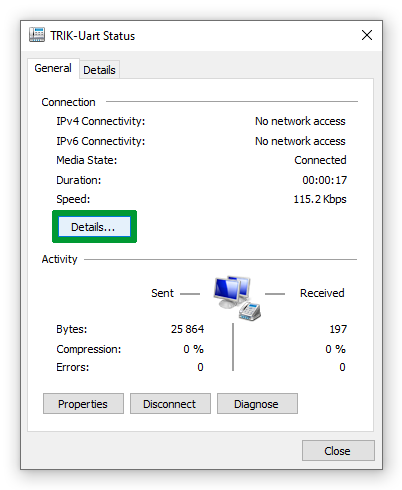 TRIK-Uart Status
General Details
Connection
IPv4 Connectivity: No network access
IPv6 Connectivity: No network access
Media State: Connected
Duration: 00:00:17
Speed: 115.2 Kbps
Details...
Activity
Sent Received
Bytes: 25 864 197
Compression: 0 % 0 %
Errors: 0 0
Properties Disconnect Diagnose
Close